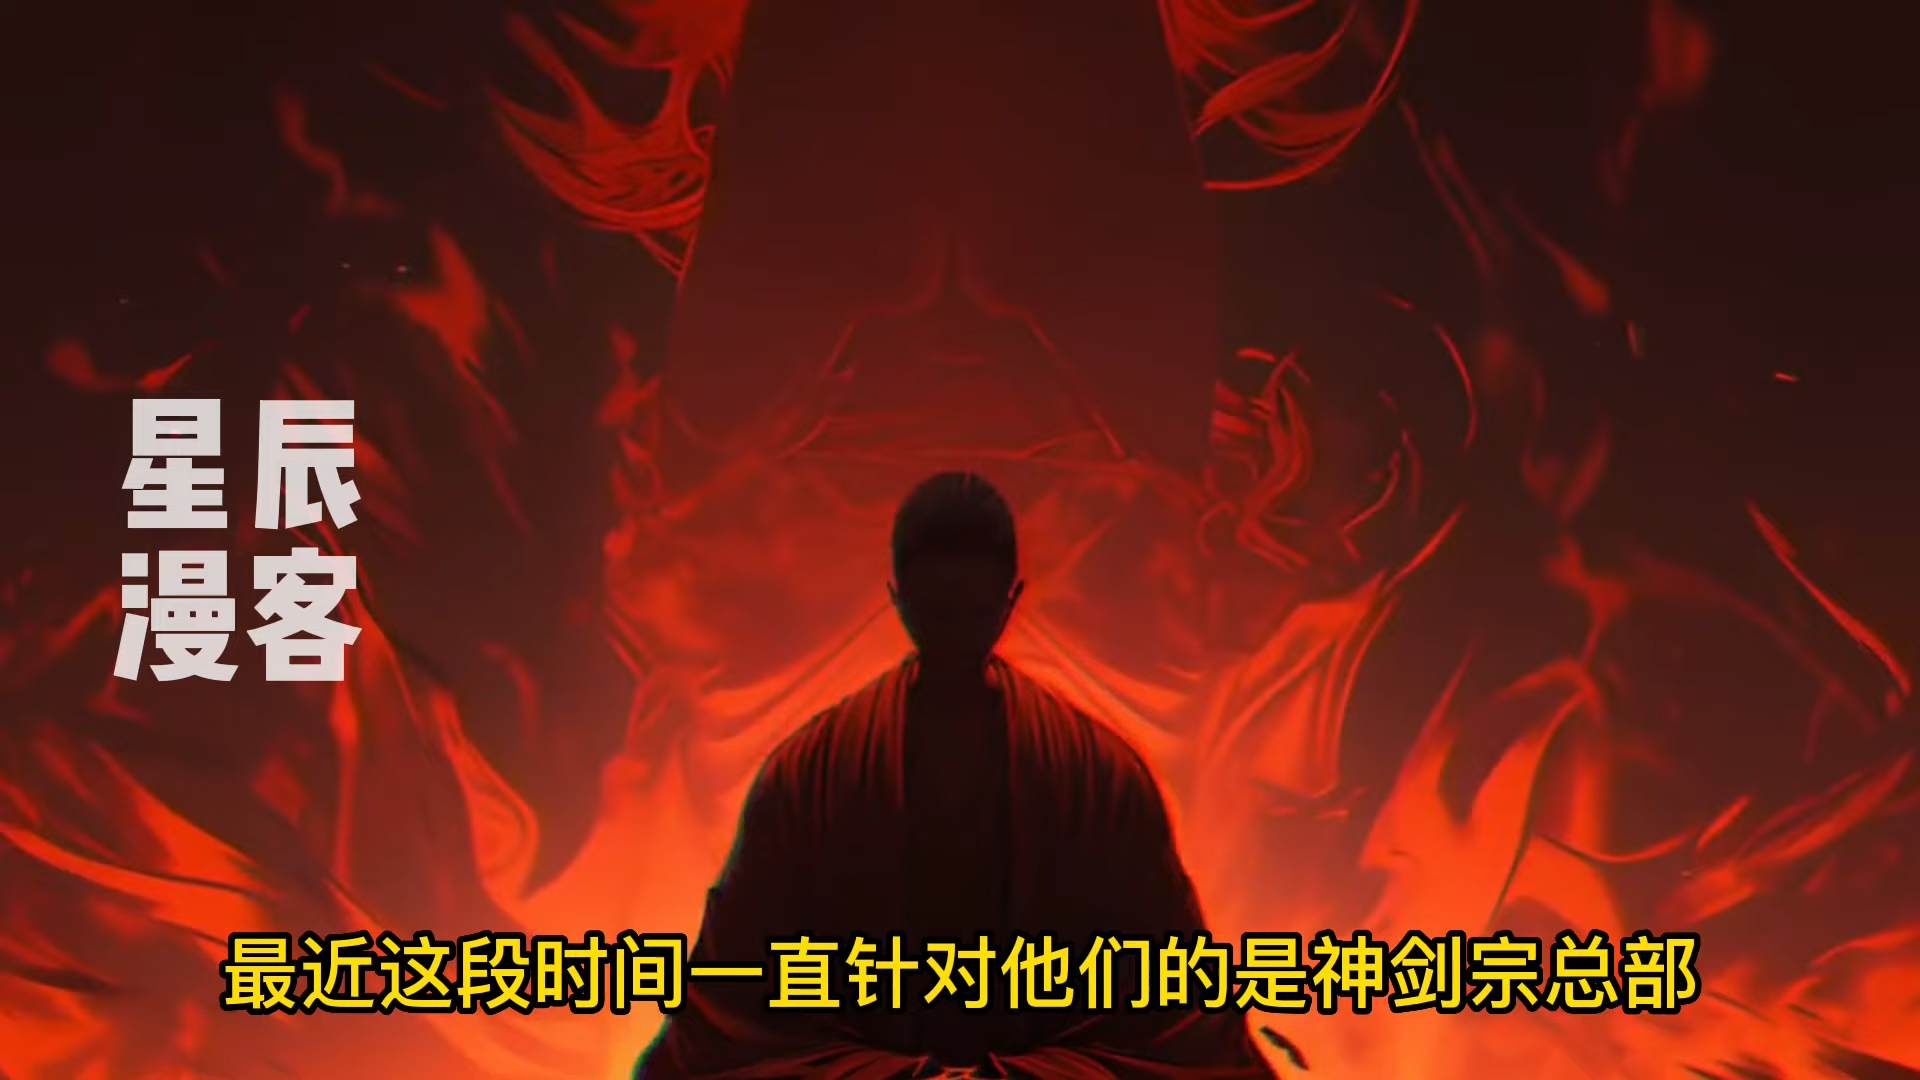 星辰
漫客
最近这段时间一直针对他们的是神剑宗总部